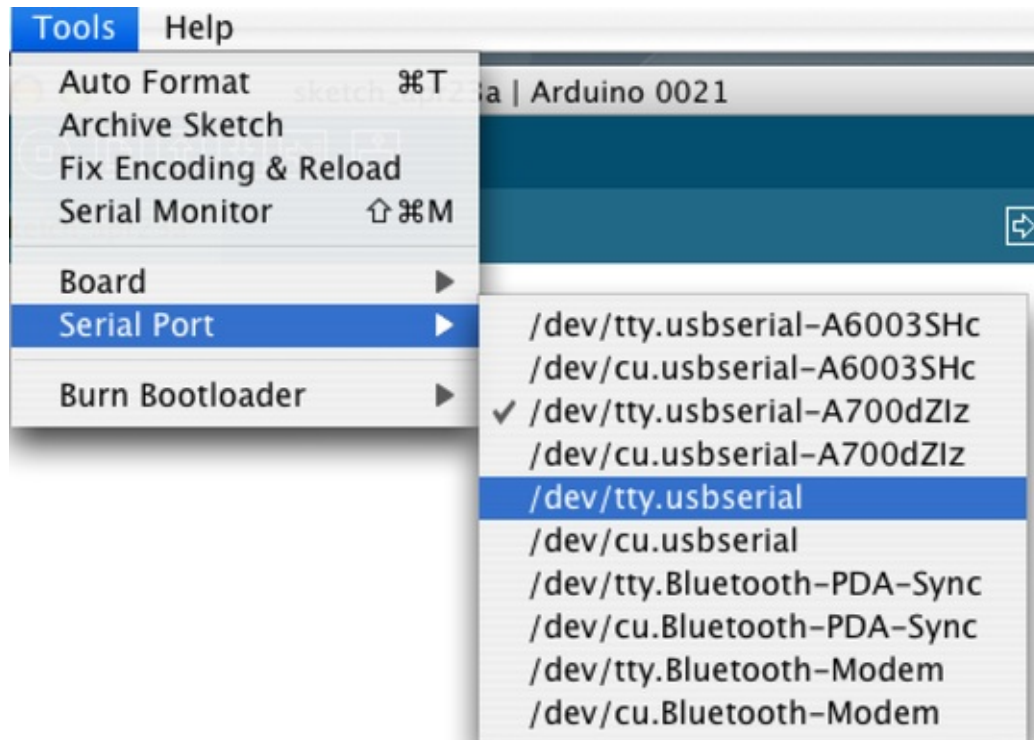 Tools Help
sketch_apr23a | Arduino 0021
Auto Format ⌘T
Archive Sketch
Fix Encoding & Reload
Serial Monitor ⇧⌘M
Board
Serial Port
Burn Bootloader
/dev/tty.usbserial-A6003SHc
/dev/cu.usbserial-A6003SHc
/dev/tty.usbserial-A700dZIz
/dev/cu.usbserial-A700dZIz
/dev/tty.usbserial
/dev/cu.usbserial
/dev/tty.Bluetooth-PDA-Sync
/dev/cu.Bluetooth-PDA-Sync
/dev/tty.Bluetooth-Modem
/dev/cu.Bluetooth-Modem